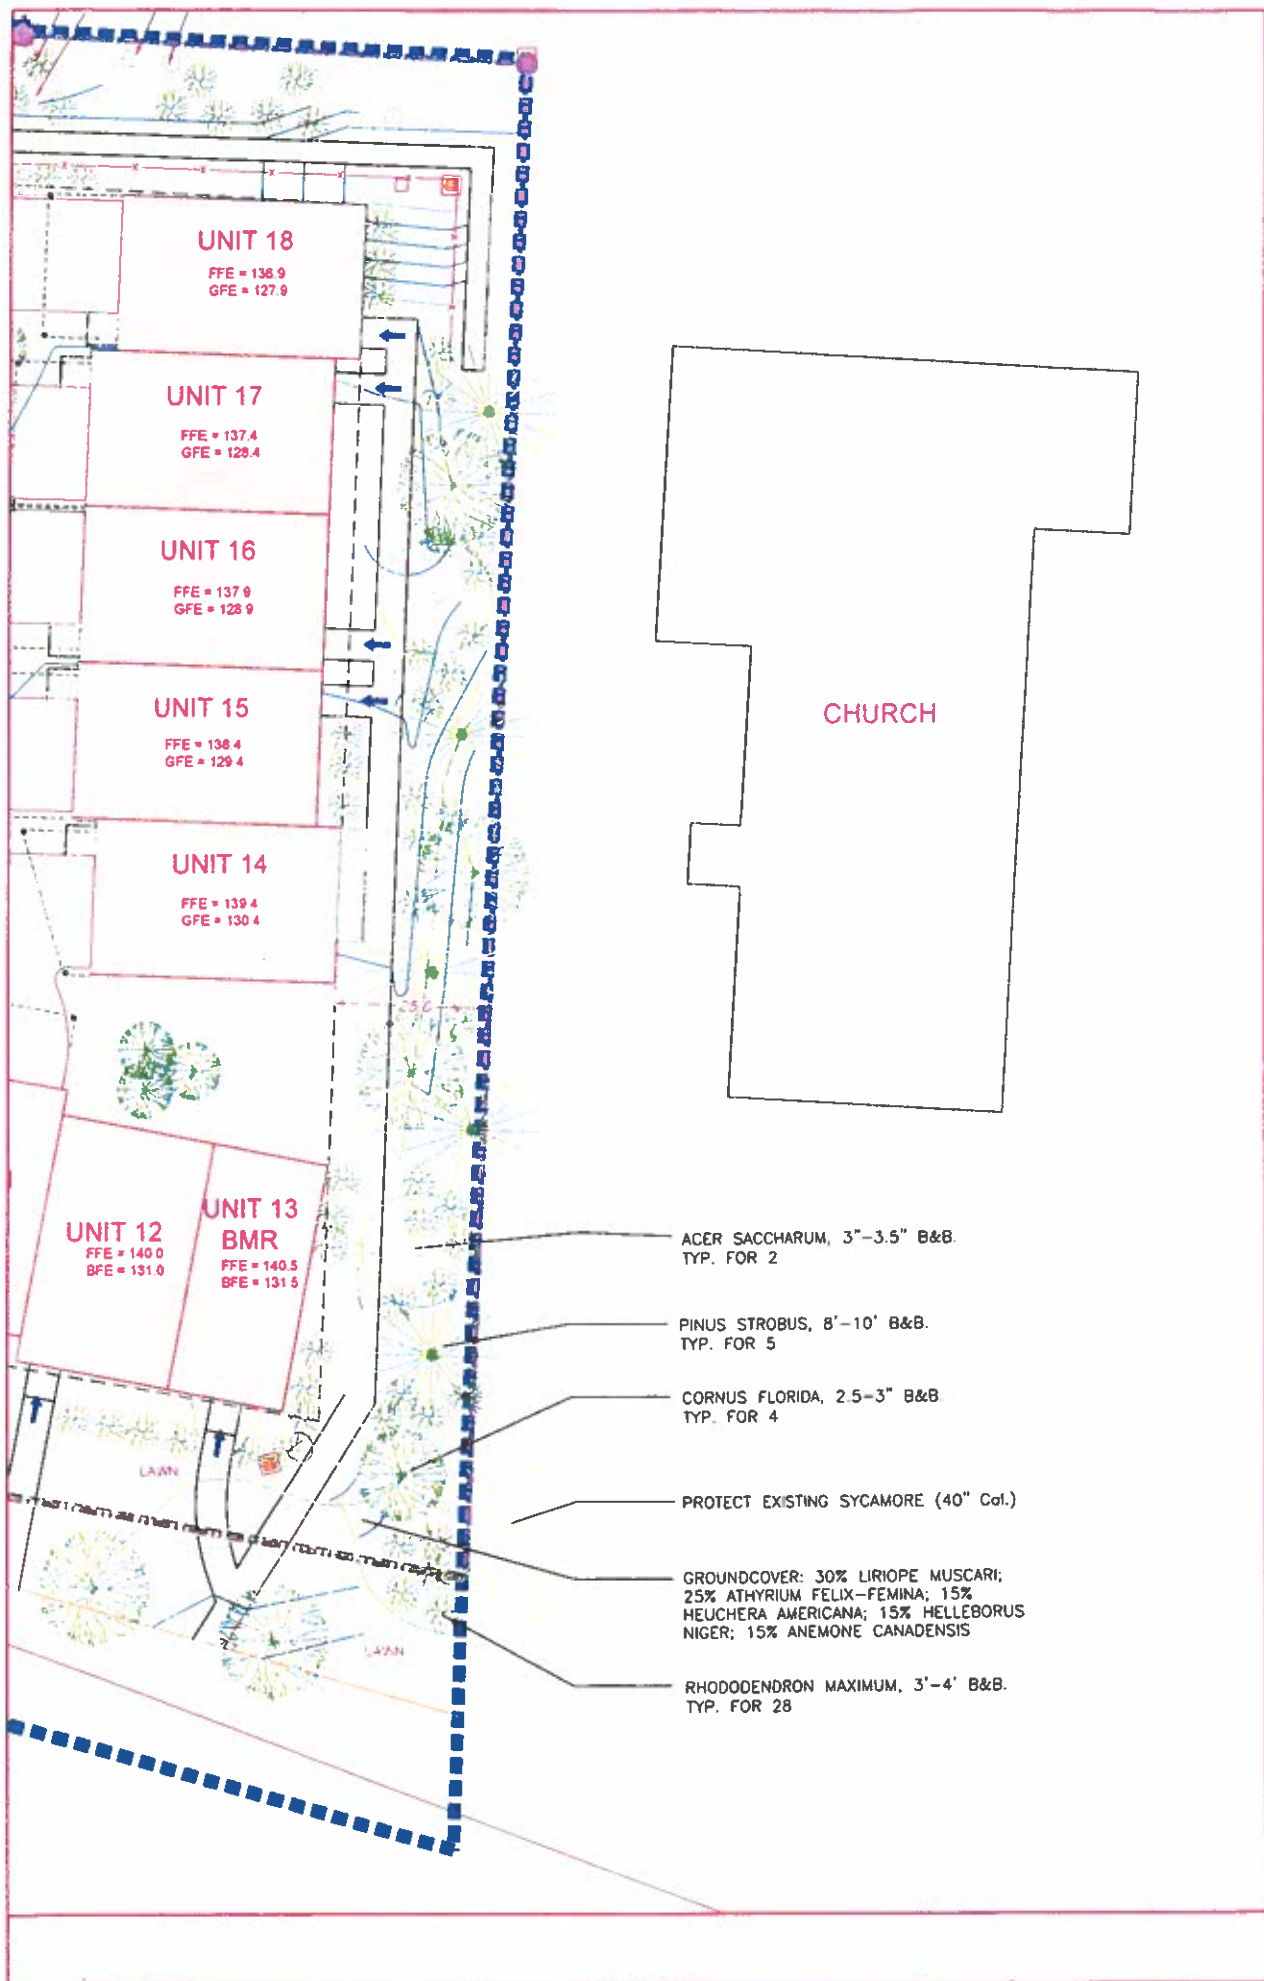 UNIT 18
FFE = 136.9
GFE = 127.9
UNIT 17
FFE = 137.4
GFE = 128.4
UNIT 16
FFE = 137 9
GFE = 128 9
UNIT 15
FFE = 138.4
GFE = 129 4
UNIT 14
FFE = 139 4
GFE = 130 4
CHURCH
UNIT 12
FFE = 140 0
BFE = 131.0
UNIT 13
BMR
FFE = 140.5
BFE = 131 5
ACER SACCHARUM, 3"-3.5" B&B.
TYP. FOR 2
PINUS STROBUS, 8'-10' B&B.
TYP. FOR 5
CORNUS FLORIDA, 2.5-3" B&B
TYP. FOR 4
LAWN
PROTECT EXISTING SYCAMORE (40" Cal.)
GROUNDCOVER: 30% LIRIOPE MUSCARI;
25% ATHYRIUM FELIX-FEMINA; 15%
HEUCHERA AMERICANA; 15% HELLEBORUS
NIGER; 15% ANEMONE CANADENSIS
LAWN
RHODODENDRON MAXIMUM, 3'-4' B&B.
TYP. FOR 28